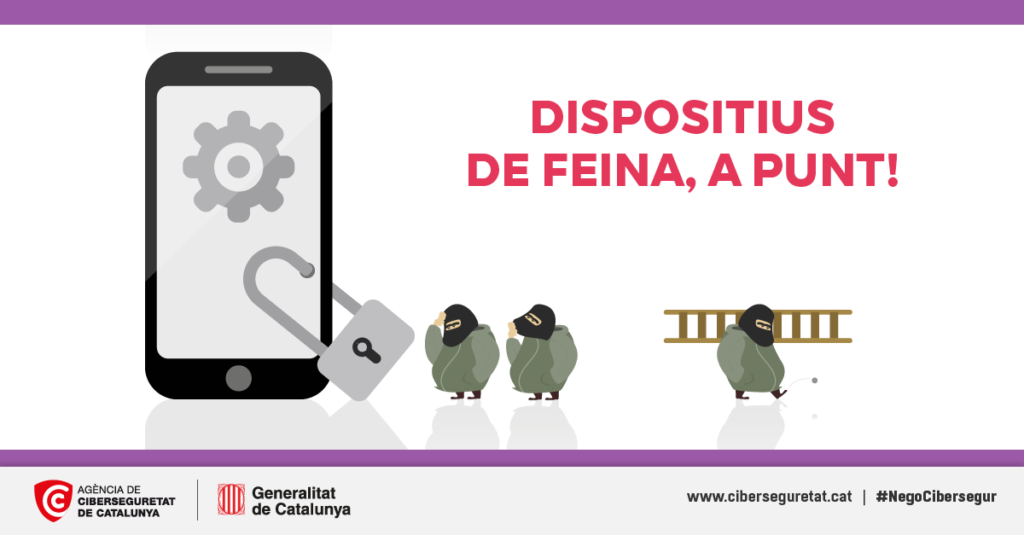 DISPOSITIUS
DE FEINA, A PUNT!
AGÈNCIA DE
CIBERSEGURETAT
DE CATALUNYA
Generalitat
de Catalunya
www.ciberseguretat.cat | #NegoCibersegur